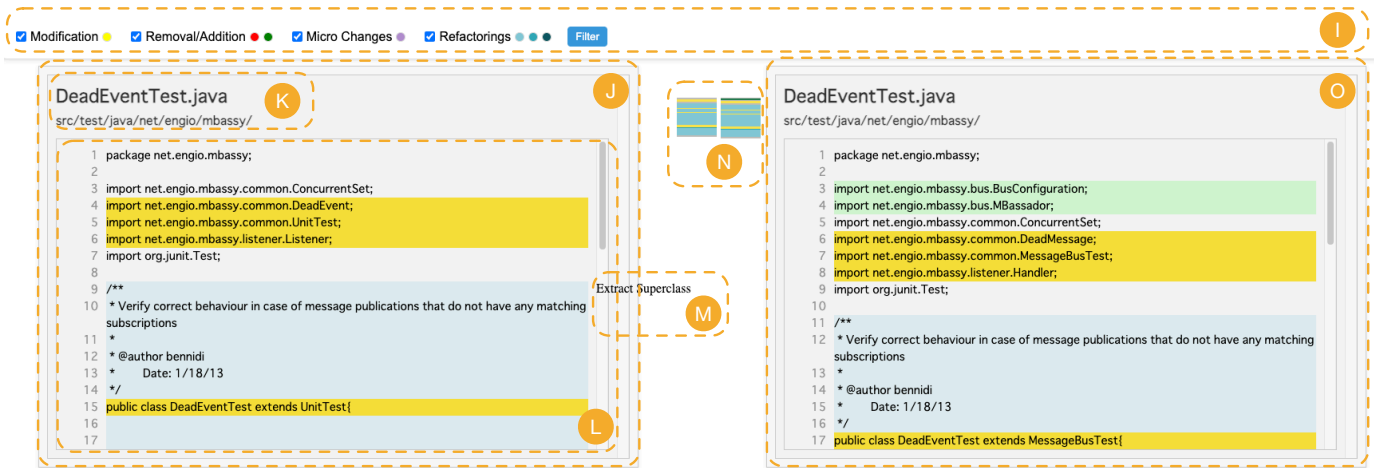 Modification Removal/Addition Micro Changes Refactorings Filter I
DeadEventTest.java K J
src/test/java/net/engio/mbassy/
1 package net.engio.mbassy;
2
3 import net.engio.mbassy.common.ConcurrentSet;
4 import net.engio.mbassy.common.DeadEvent;
5 import net.engio.mbassy.common.UnitTest;
6 import net.engio.mbassy.listener.Listener;
7 import org.junit.Test;
8
9 /**
10 * Verify correct behaviour in case of message publications that do not have any matching
subscriptions
11 *
12 * @author bennidi
13 * Date: 1/18/13
14 */
15 public class DeadEventTest extends UnitTest{
16
17
L
N
Extract Superclass
M
DeadEventTest.java O
src/test/java/net/engio/mbassy/
1 package net.engio.mbassy;
2
3 import net.engio.mbassy.bus.BusConfiguration;
4 import net.engio.mbassy.bus.MBassador;
5 import net.engio.mbassy.common.ConcurrentSet;
6 import net.engio.mbassy.common.DeadMessage;
7 import net.engio.mbassy.common.MessageBusTest;
8 import net.engio.mbassy.listener.Handler;
9 import org.junit.Test;
10
11 /**
12 * Verify correct behaviour in case of message publications that do not have any matching
subscriptions
13 *
14 * @author bennidi
15 * Date: 1/18/13
16 */
17 public class DeadEventTest extends MessageBusTest{